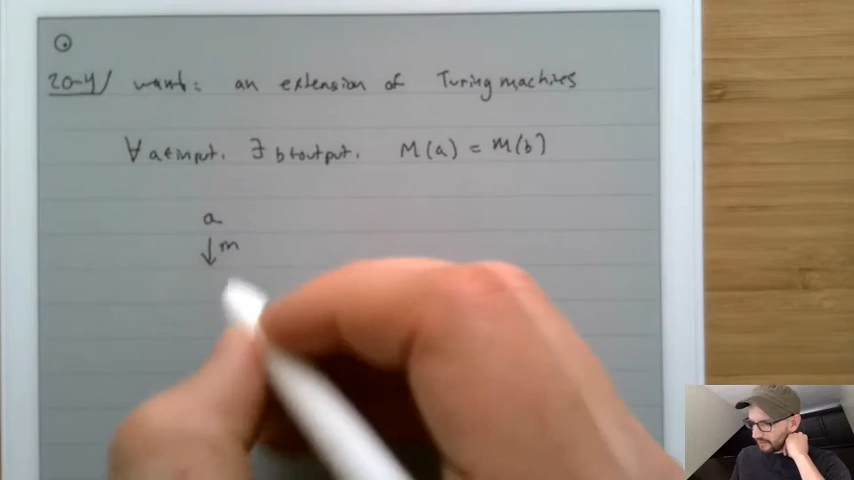 20-4/ want: an extension of Turing machines
∀ a∈input. ∃ b∈output. M(a) = m(b)
a
↓ m